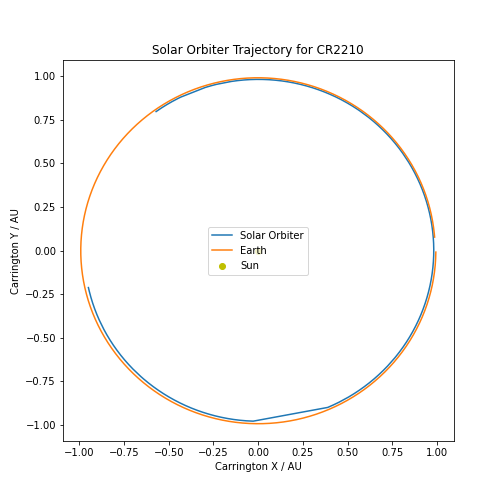 Solar Orbiter Trajectory for CR2210
1.00
0.75
0.50
0.25
0.00
−0.25
−0.50
−0.75
−1.00
Carrington Y / AU
Solar Orbiter
Earth
Sun
−1.00 −0.75 −0.50 −0.25 0.00 0.25 0.50 0.75 1.00
Carrington X / AU